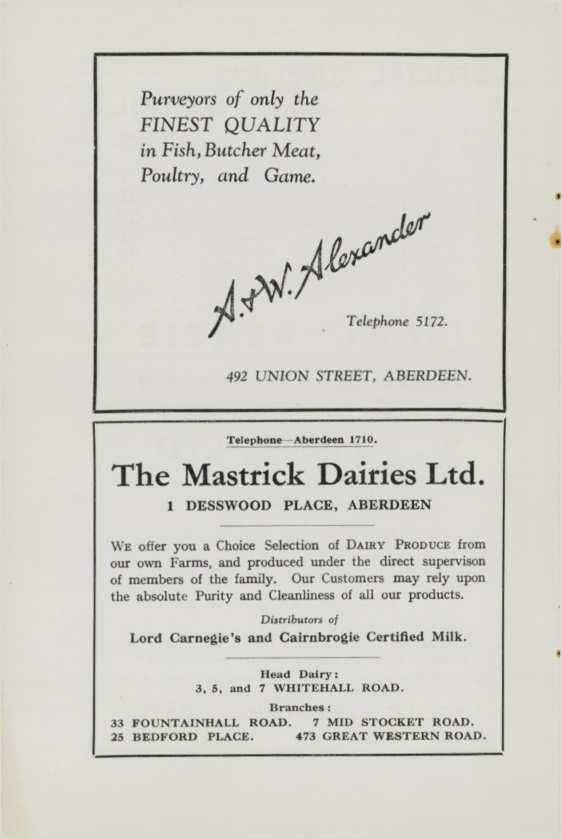 Purveyors of only the
FINEST QUALITY
in Fish, Butcher Meat,
Poultry, and Game.
A. & W. Alexander
Telephone 5172.
492 UNION STREET, ABERDEEN.
Telephone—Aberdeen 1710.
The Mastrick Dairies Ltd.
1 DESSWOOD PLACE, ABERDEEN
WE offer you a Choice Selection of DAIRY PRODUCE from
our own Farms, and produced under the direct supervison
of members of the family. Our Customers may rely upon
the absolute Purity and Cleanliness of all our products.
Distributors of
Lord Carnegie's and Cairnbrogie Certified Milk.
Head Dairy:
3, 5, and 7 WHITEHALL ROAD.
Branches:
33 FOUNTAINHALL ROAD. 7 MID STOCKET ROAD.
25 BEDFORD PLACE. 473 GREAT WESTERN ROAD.